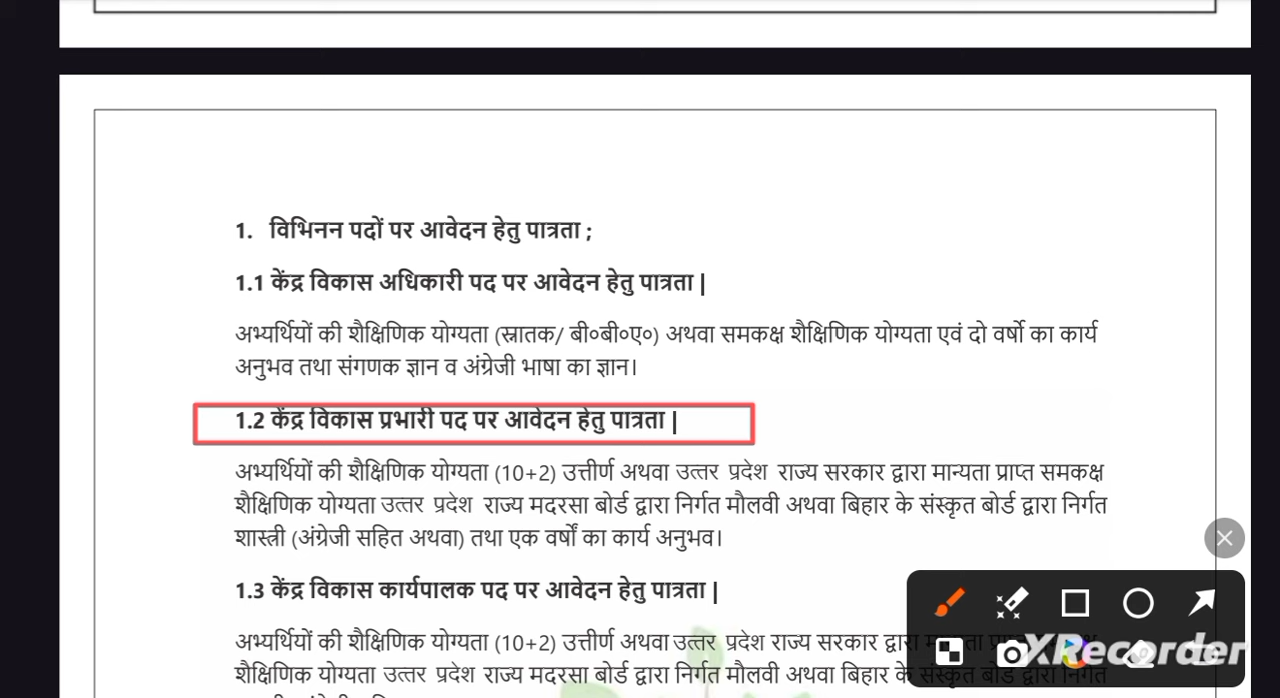 1. विभिनन पदों पर आवेदन हेतु पात्रता ;
1.1 केंद्र विकास अधिकारी पद पर आवेदन हेतु पात्रता |
अभ्यर्थियों की शैक्षिणिक योग्यता (स्नातक/ बी०बी०ए०) अथवा समकक्ष शैक्षिणिक योग्यता एवं दो वर्षो का कार्य
अनुभव तथा संगणक ज्ञान व अंग्रेजी भाषा का ज्ञान।
1.2 केंद्र विकास प्रभारी पद पर आवेदन हेतु पात्रता |
अभ्यर्थियों की शैक्षिणिक योग्यता (10+2) उत्तीर्ण अथवा उत्तर प्रदेश राज्य सरकार द्वारा मान्यता प्राप्त समकक्ष
शैक्षिणिक योग्यता उत्तर प्रदेश राज्य मदरसा बोर्ड द्वारा निर्गत मौलवी अथवा बिहार के संस्कृत बोर्ड द्वारा निर्गत
शास्त्री (अंग्रेजी सहित अथवा) तथा एक वर्षों का कार्य अनुभव।
1.3 केंद्र विकास कार्यपालक पद पर आवेदन हेतु पात्रता |
अभ्यर्थियों की शैक्षिणिक योग्यता (10+2) उत्तीर्ण अथवा उत्तर प्रदेश राज्य सरकार द्वारा
शैक्षिणिक योग्यता उत्तर प्रदेश राज्य मदरसा बोर्ड द्वारा निर्गत मौलवी अथवा बिहार के संस्कृत बोर्ड द्वारा निर्गत
XRecorder